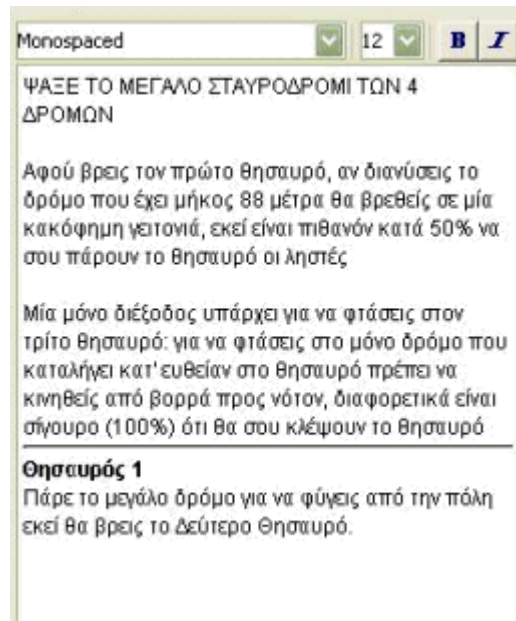 Monospaced 12 B I
ΨΑΞΕ ΤΟ ΜΕΓΑΛΟ ΣΤΑΥΡΟΔΡΟΜΙ ΤΩΝ 4
ΔΡΟΜΩΝ
Αφού βρεις τον πρώτο θησαυρό, αν διανύσεις το
δρόμο που έχει μήκος 88 μέτρα θα βρεθείς σε μία
κακόφημη γειτονιά, εκεί είναι πιθανόν κατά 50% να
σου πάρουν το θησαυρό οι ληστές
Μία μόνο διέξοδος υπάρχει για να φτάσεις στον
τρίτο θησαυρό: για να φτάσεις στο μόνο δρόμο που
καταλήγει κατ' ευθείαν στο θησαυρό πρέπει να
κινηθείς από βορρά προς νότον, διαφορετικά είναι
σίγουρο (100%) ότι θα σου κλέψουν το θησαυρό
Θησαυρός 1
Πάρε το μεγάλο δρόμο για να φύγεις από την πόλη
εκεί θα βρεις το Δεύτερο Θησαυρό.